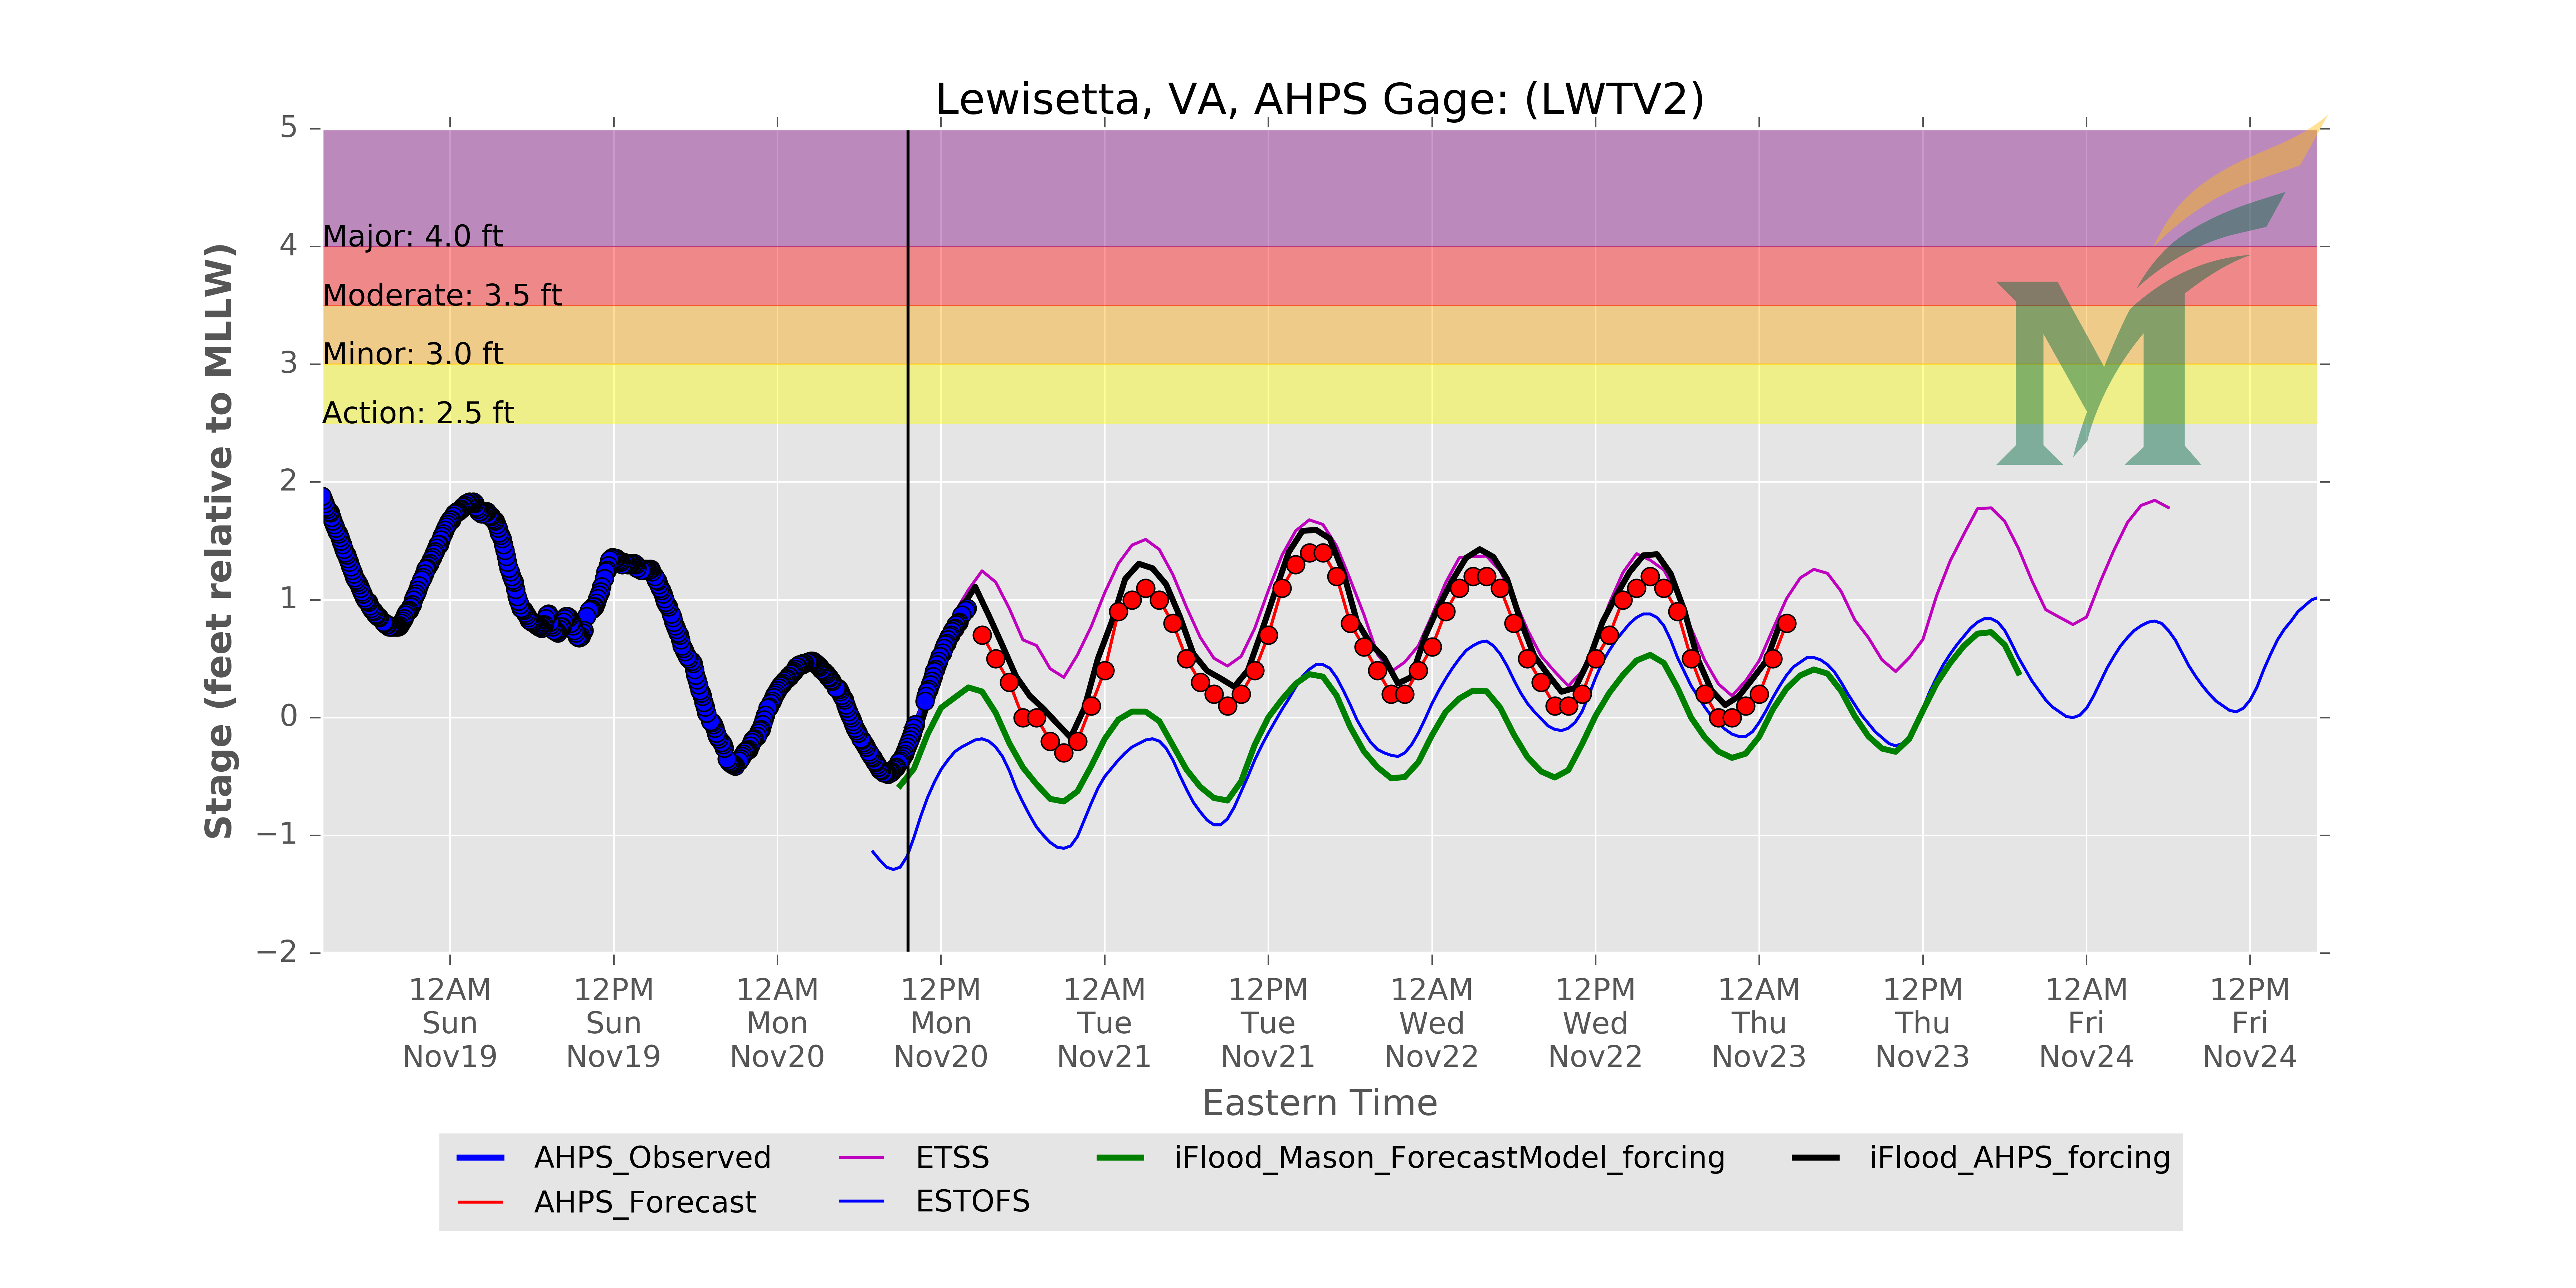 Lewisetta, VA, AHPS Gage: (LWTV2)
Stage (feet relative to MLLW)
5
4
3
2
1
0
−1
−2
Major: 4.0 ft
Moderate: 3.5 ft
Minor: 3.0 ft
Action: 2.5 ft
M
12AM 12PM 12AM 12PM 12AM 12PM 12AM 12PM 12AM 12PM 12AM 12PM
Sun Sun Mon Mon Tue Tue Wed Wed Thu Thu Fri Fri
Nov19 Nov19 Nov20 Nov20 Nov21 Nov21 Nov22 Nov22 Nov23 Nov23 Nov24 Nov24
Eastern Time
AHPS_Observed ETSS iFlood_Mason_ForecastModel_forcing iFlood_AHPS_forcing
AHPS_Forecast ESTOFS